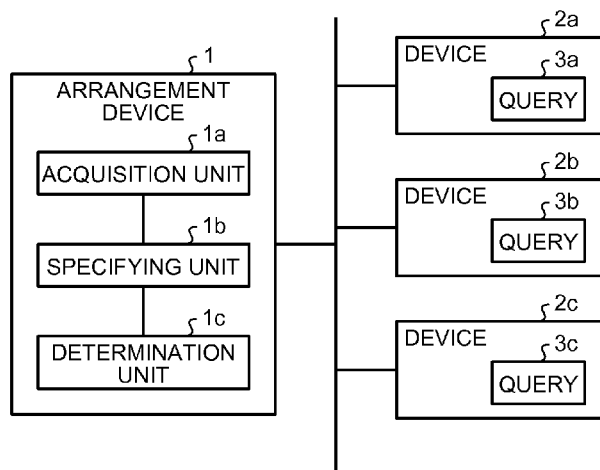 1
ARRANGEMENT
DEVICE
1a
ACQUISITION UNIT
1b
SPECIFYING UNIT
1c
DETERMINATION
UNIT
2a
DEVICE
3a
QUERY
2b
DEVICE
3b
QUERY
2c
DEVICE
3c
QUERY